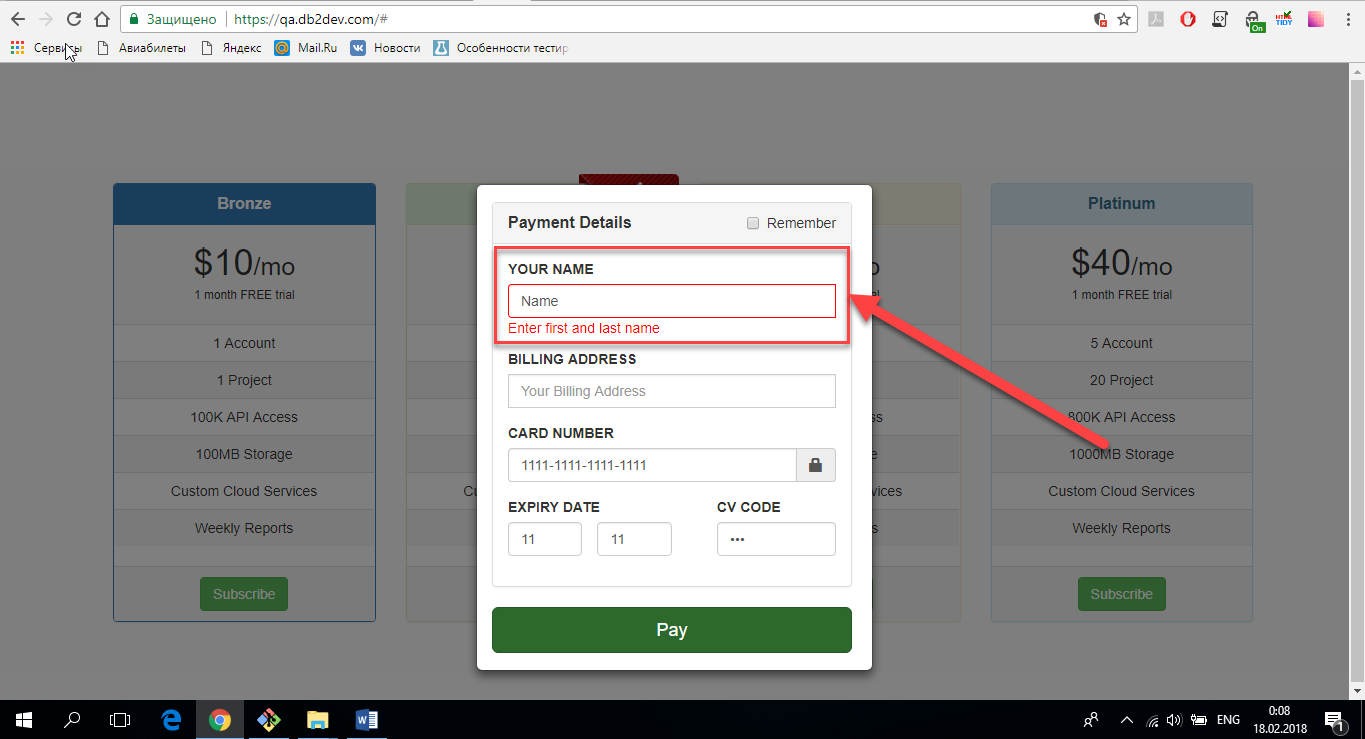 Защищено https://qa.db2dev.com/#
Сервисы Авиабилеты Яндекс Mail.Ru Новости Особенности тестир
Bronze
$10/mo
1 month FREE trial
1 Account
1 Project
100K API Access
100MB Storage
Custom Cloud Services
Weekly Reports
Subscribe
Payment Details
Remember
YOUR NAME
Name
Enter first and last name
BILLING ADDRESS
Your Billing Address
CARD NUMBER
1111-1111-1111-1111
EXPIRY DATE CV CODE
11 11 •••
Pay
Platinum
$40/mo
1 month FREE trial
5 Account
20 Project
800K API Access
1000MB Storage
Custom Cloud Services
Weekly Reports
Subscribe
ENG
0:08
18.02.2018
1